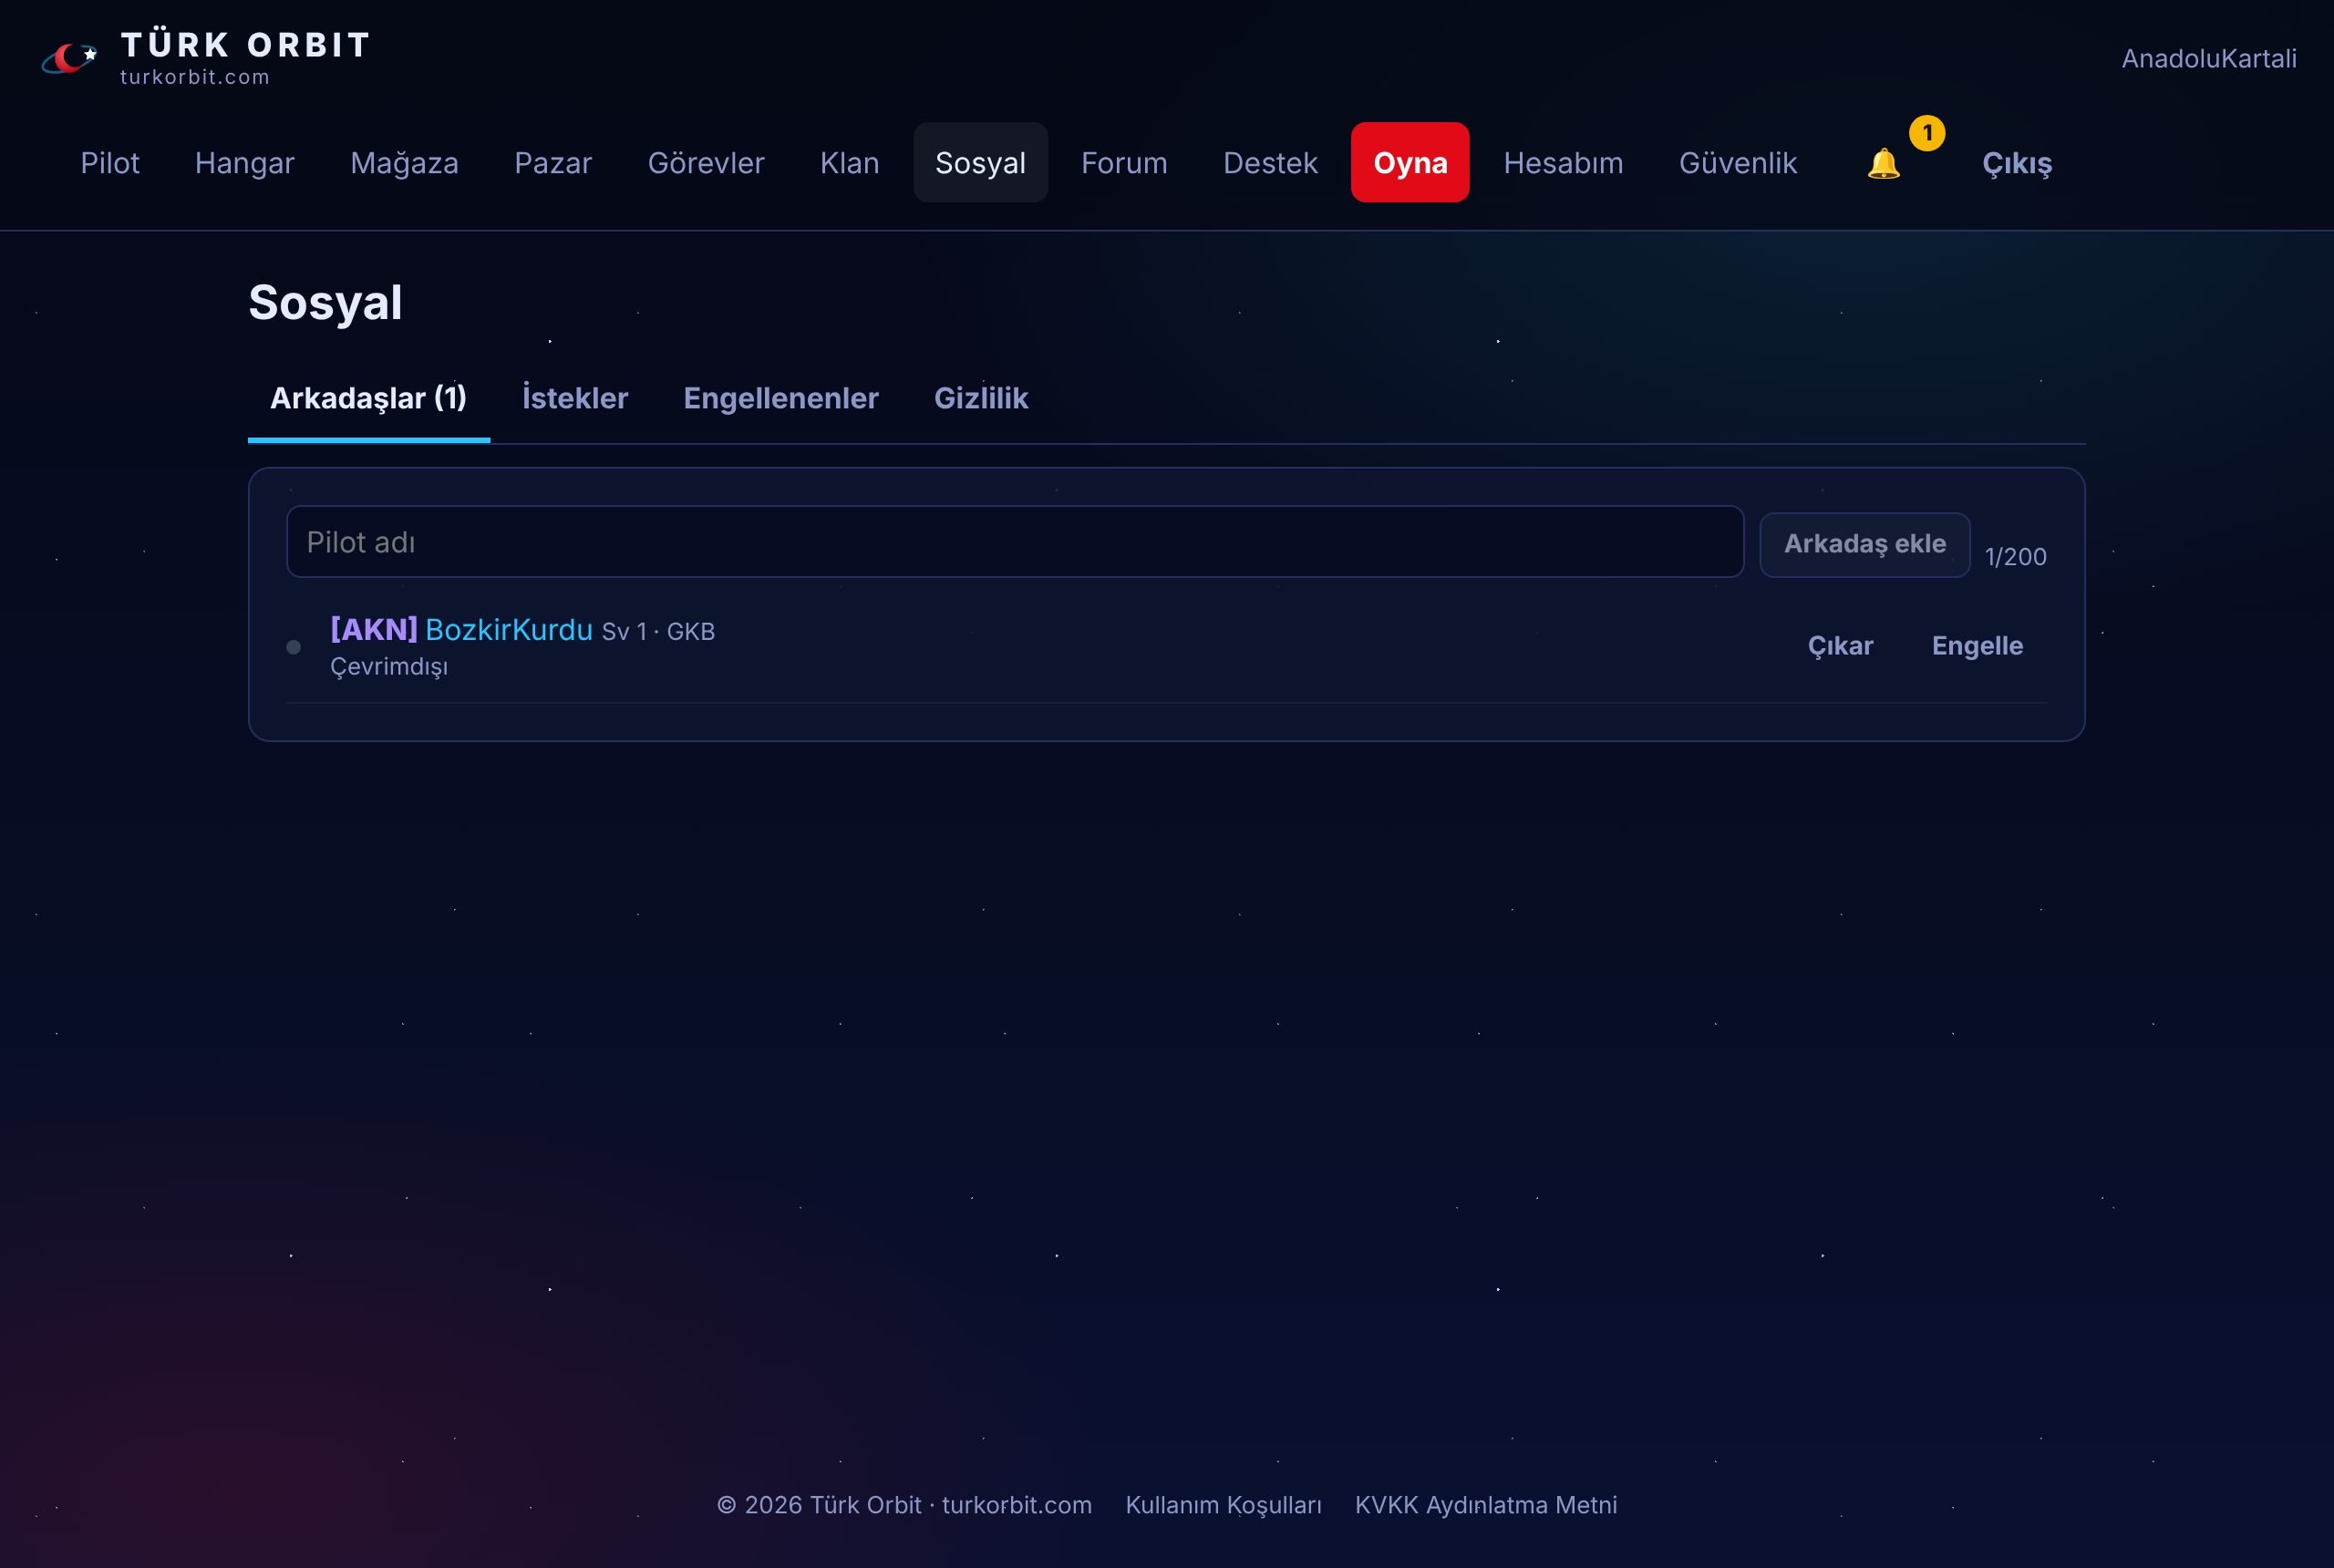 TÜRK ORBIT
turkorbit.com
AnadoluKartali
Pilot Hangar Mağaza Pazar Görevler Klan Sosyal Forum Destek Oyna Hesabım Güvenlik 🔔 1 Çıkış
Sosyal
Arkadaşlar (1) İstekler Engellenenler Gizlilik
Pilot adı Arkadaş ekle 1/200
[AKN] BozkirKurdu Sv 1 · GKB
Çevrimdışı
Çıkar Engelle
© 2026 Türk Orbit · turkorbit.com Kullanım Koşulları KVKK Aydınlatma Metni